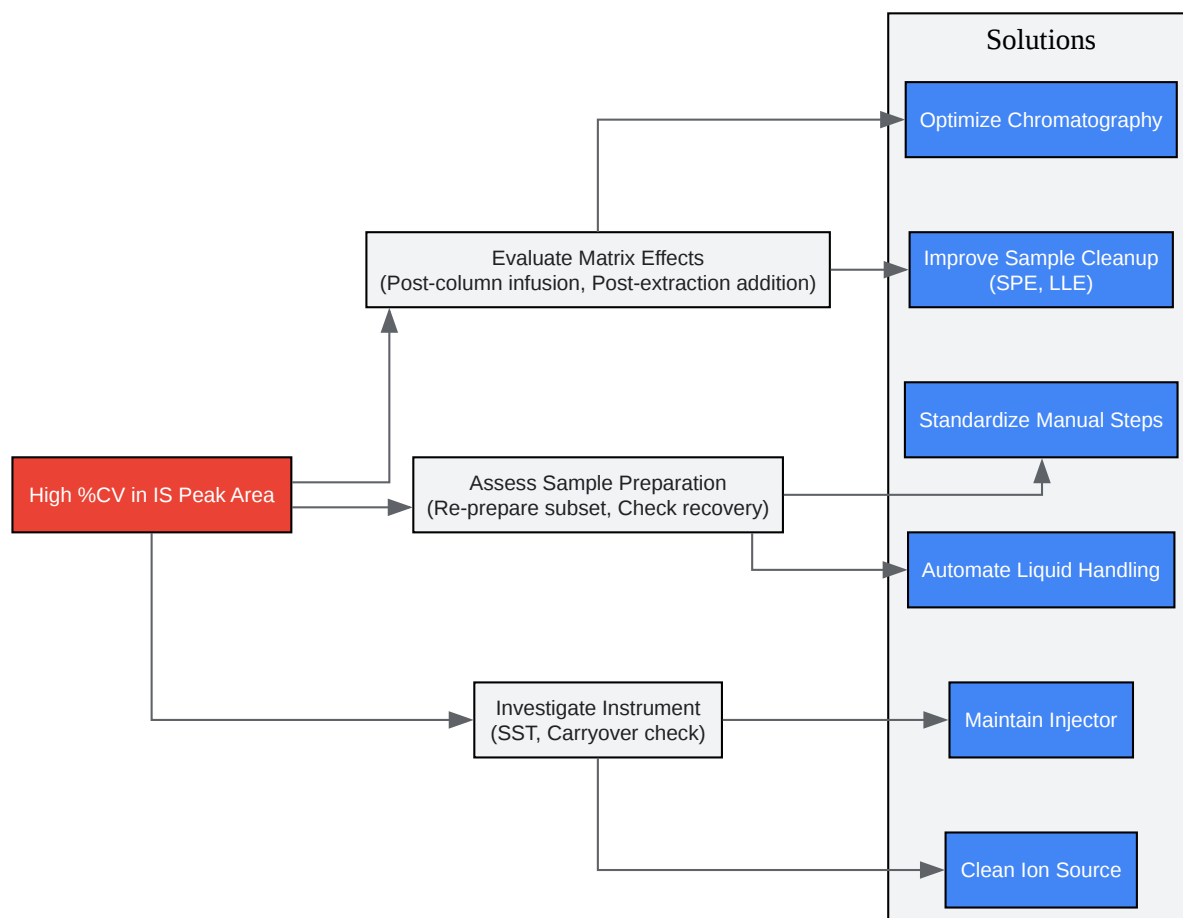 Solutions
Optimize Chromatography
Evaluate Matrix Effects
(Post-column infusion, Post-extraction addition)
Improve Sample Cleanup
(SPE, LLE)
Standardize Manual Steps
High %CV in IS Peak Area
Assess Sample Preparation
(Re-prepare subset, Check recovery)
Automate Liquid Handling
Investigate Instrument
(SST, Carryover check)
Maintain Injector
Clean Ion Source